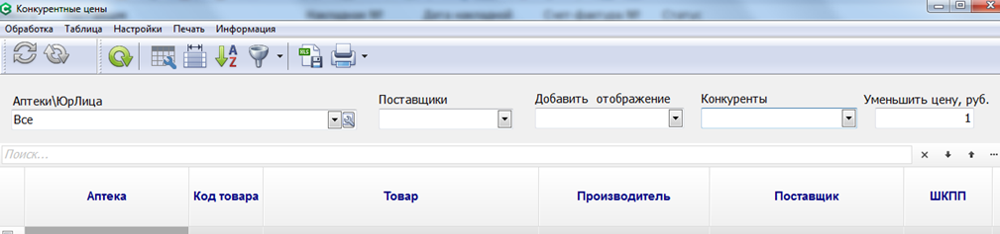 Конкурентные цены
Накладная № Дата накладной Счет-фактура № Статус
Обработка Таблица Настройки Печать Информация
A
Z
XLS
Аптеки\ЮрЛица Поставщики Добавить отображение Конкуренты Уменьшить цену, руб.
Все 1
Поиск...
Аптека Код товара Товар Производитель Поставщик ШКПП